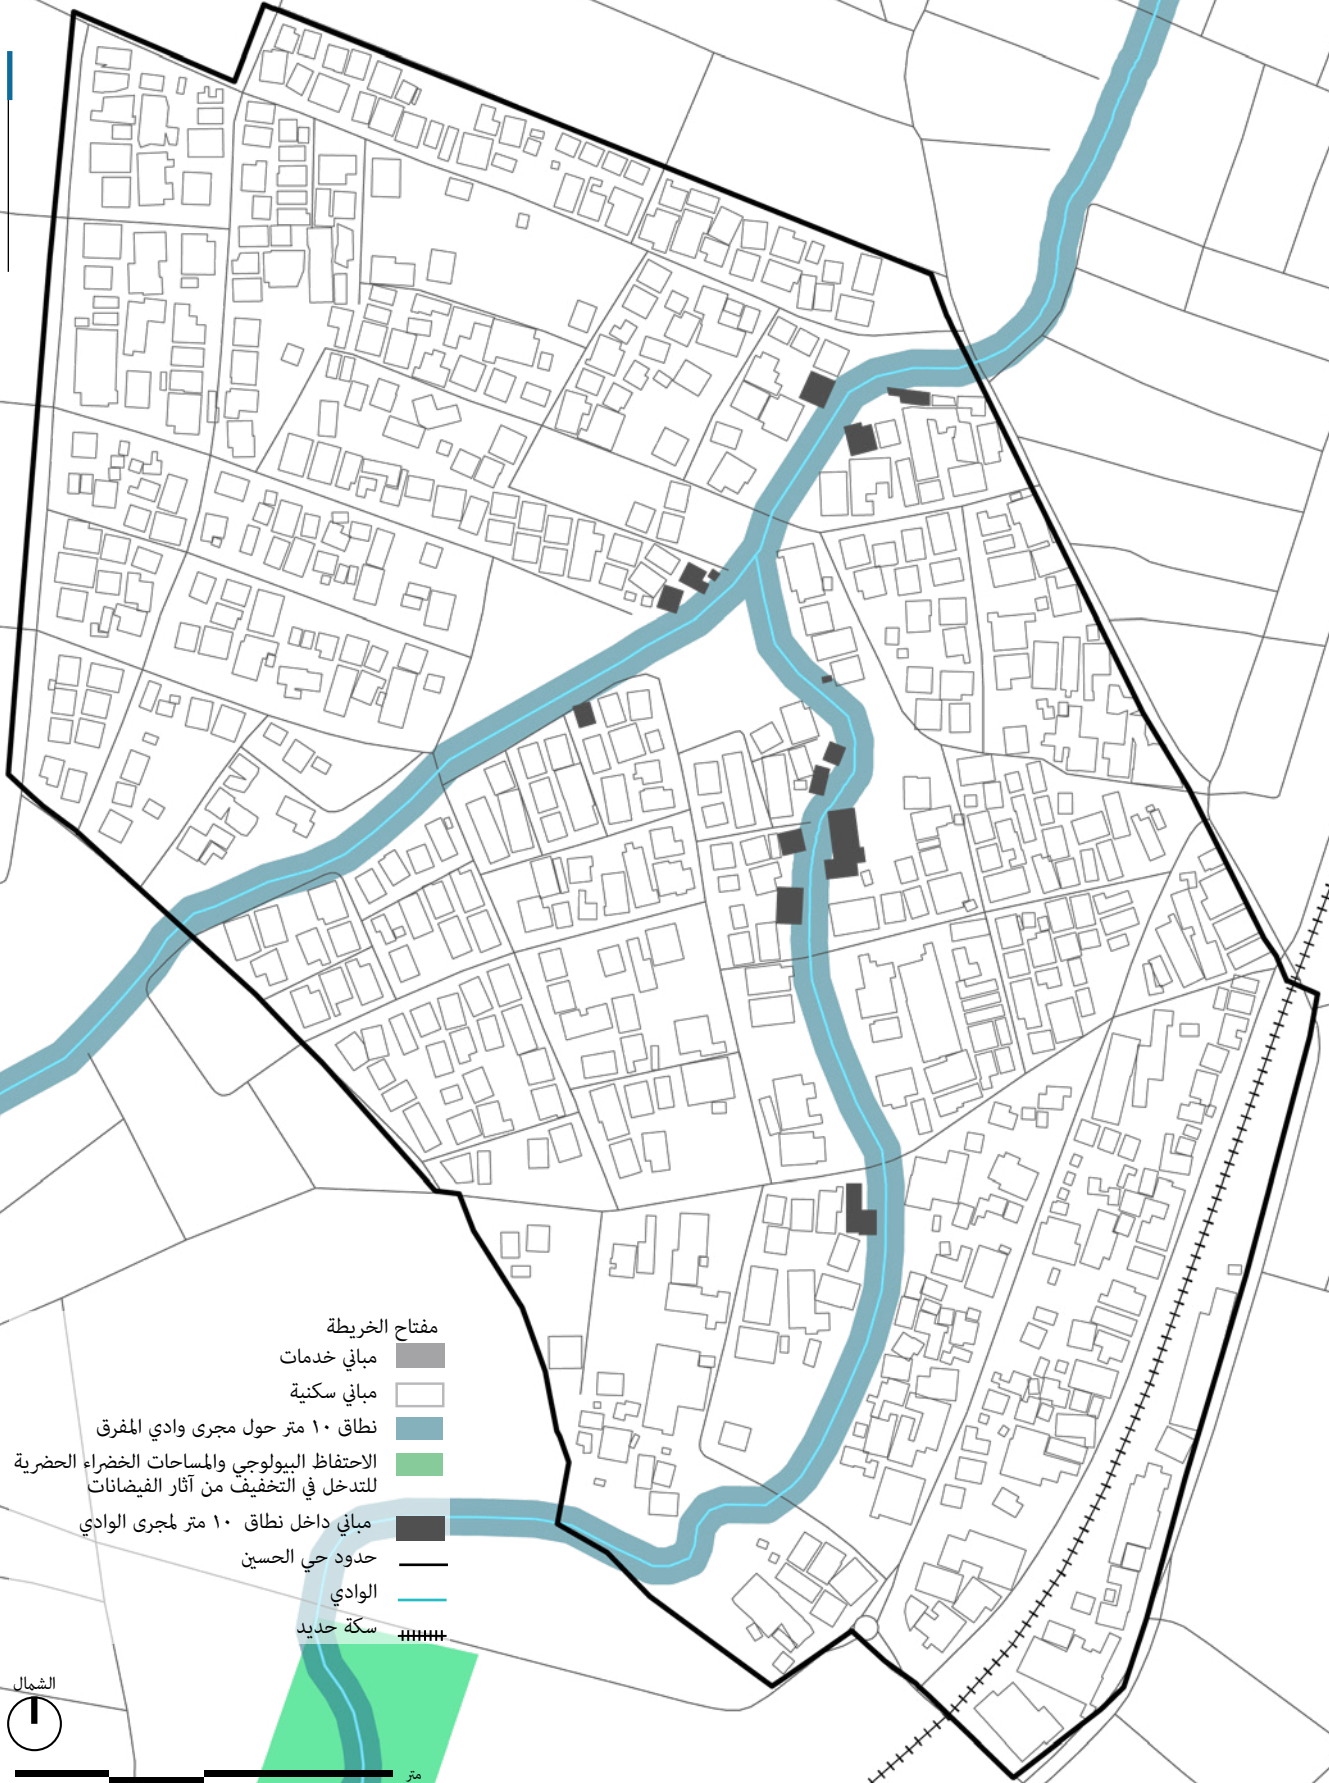 مفتاح الخريطة
مباني خدمات
مباني سكنية
نطاق ١٠ متر حول مجرى وادي المفرق
الاحتفاظ البيولوجي والمساحات الخضراء الحضرية
للتدخل في التخفيف من آثار الفيضانات
مباني داخل نطاق ١٠ متر لمجرى الوادي
حدود حي الحسين
الوادي
سكة حديد
الشمال
متر